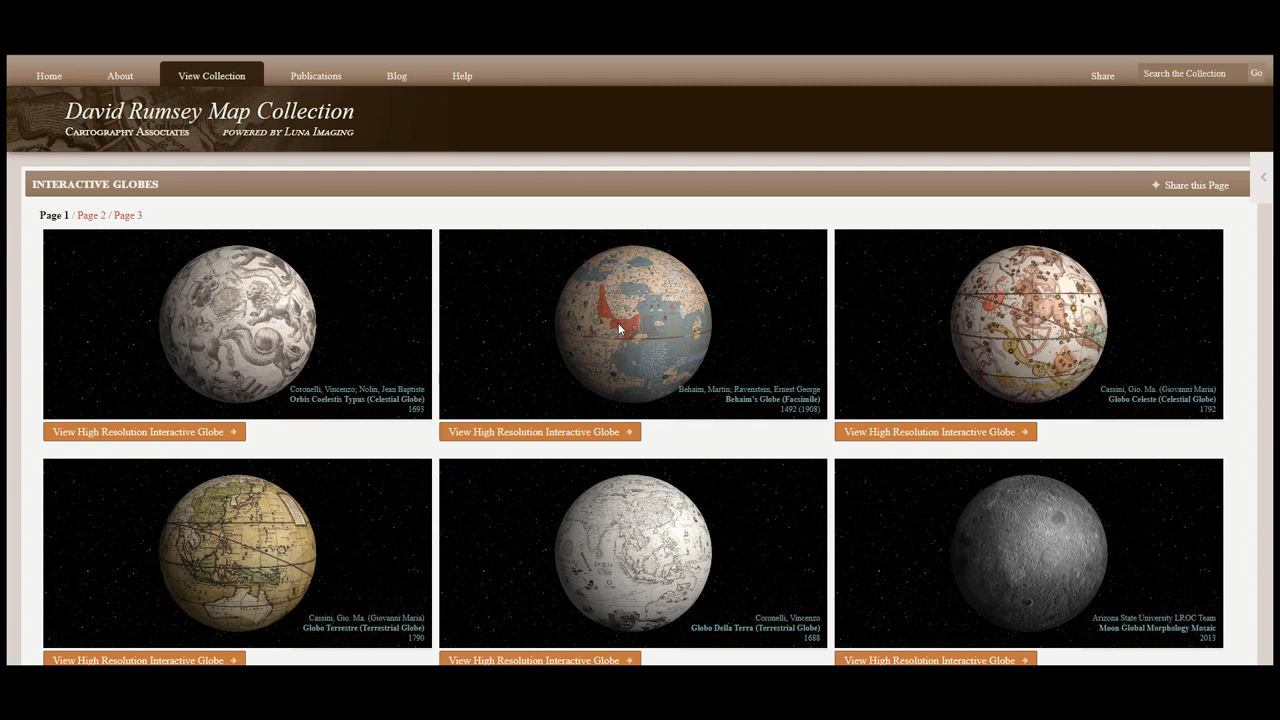 Home About View Collection Publications Blog Help Share Search the Collection Go
David Rumsey Map Collection
Cartography Associates powered by Luna Imaging
INTERACTIVE GLOBES Share this Page
Page 1 / Page 2 / Page 3
Coronelli, Vincenzo; Nolin, Jean Baptiste
Orbis Coelestis Typus (Celestial Globe)
1693
View High Resolution Interactive Globe
Behaim, Martin; Ravenstein, Ernest George
Behaim's Globe (Facsimile)
1492 (1908)
View High Resolution Interactive Globe
Cassini, Gio. Ma. (Giovanni Maria)
Globo Celeste (Celestial Globe)
1792
View High Resolution Interactive Globe
Cassini, Gio. Ma. (Giovanni Maria)
Globo Terrestre (Terrestrial Globe)
1790
View High Resolution Interactive Globe
Coronelli, Vincenzo
Globo Della Terra (Terrestrial Globe)
1688
View High Resolution Interactive Globe
Arizona State University LROC Team
Moon Global Morphology Mosaic
2013
View High Resolution Interactive Globe